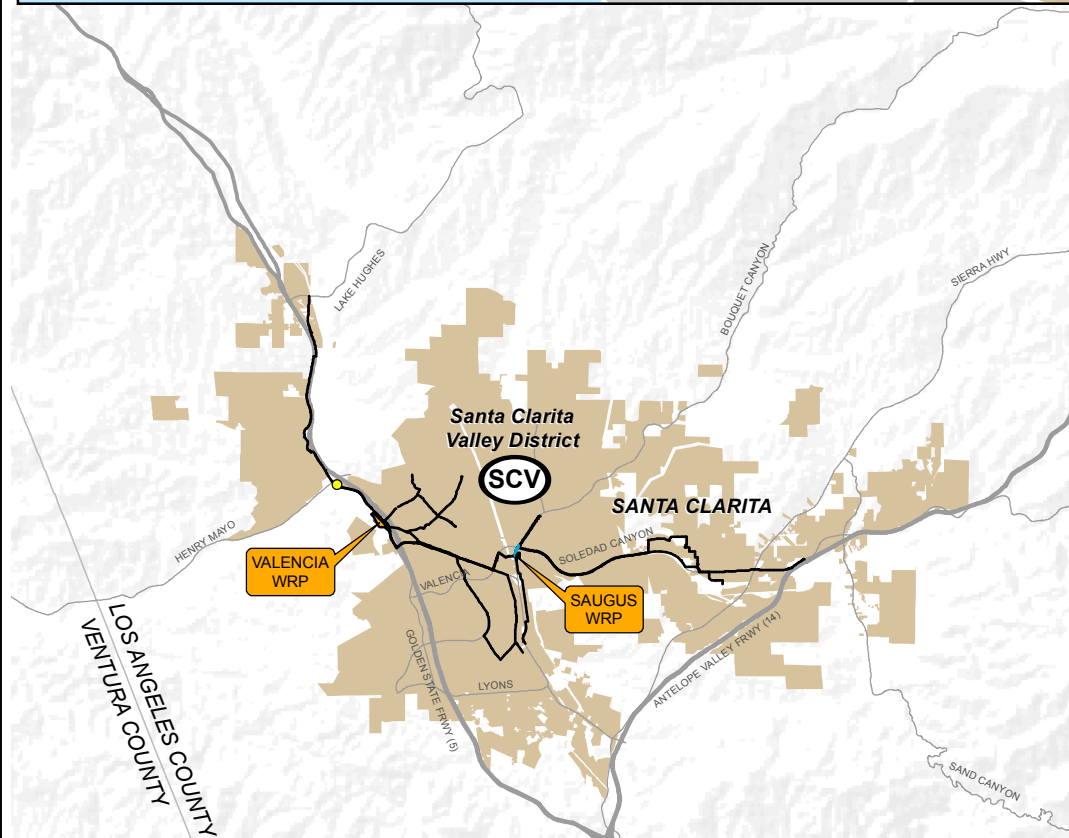 LAKE HUGHES
BOUQUET CANYON
SIERRA HWY
Santa Clarita
Valley District
SCV
SANTA CLARITA
HENRY MAYO
VALENCIA
WRP
VALENCIA
SOLEDAD CANYON
SAUGUS
WRP
LOS ANGELES COUNTY
VENTURA COUNTY
GOLDEN STATE FRWY (5)
LYONS
ANTELOPE VALLEY FRWY (14)
SAND CANYON